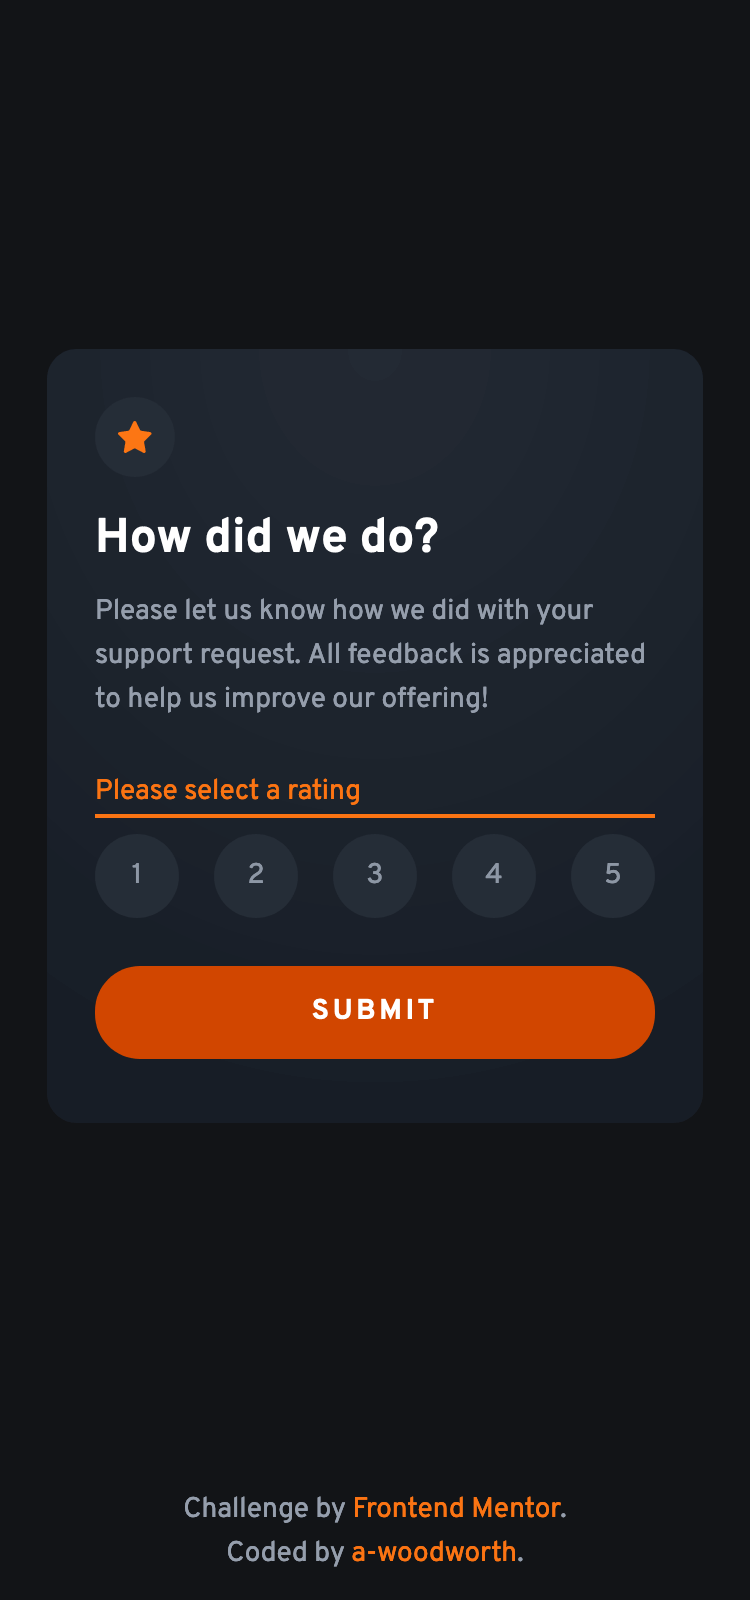 How did we do?
Please let us know how we did with your
support request. All feedback is appreciated
to help us improve our offering!
Please select a rating
1 2 3 4 5
SUBMIT
Challenge by Frontend Mentor.
Coded by a-woodworth.